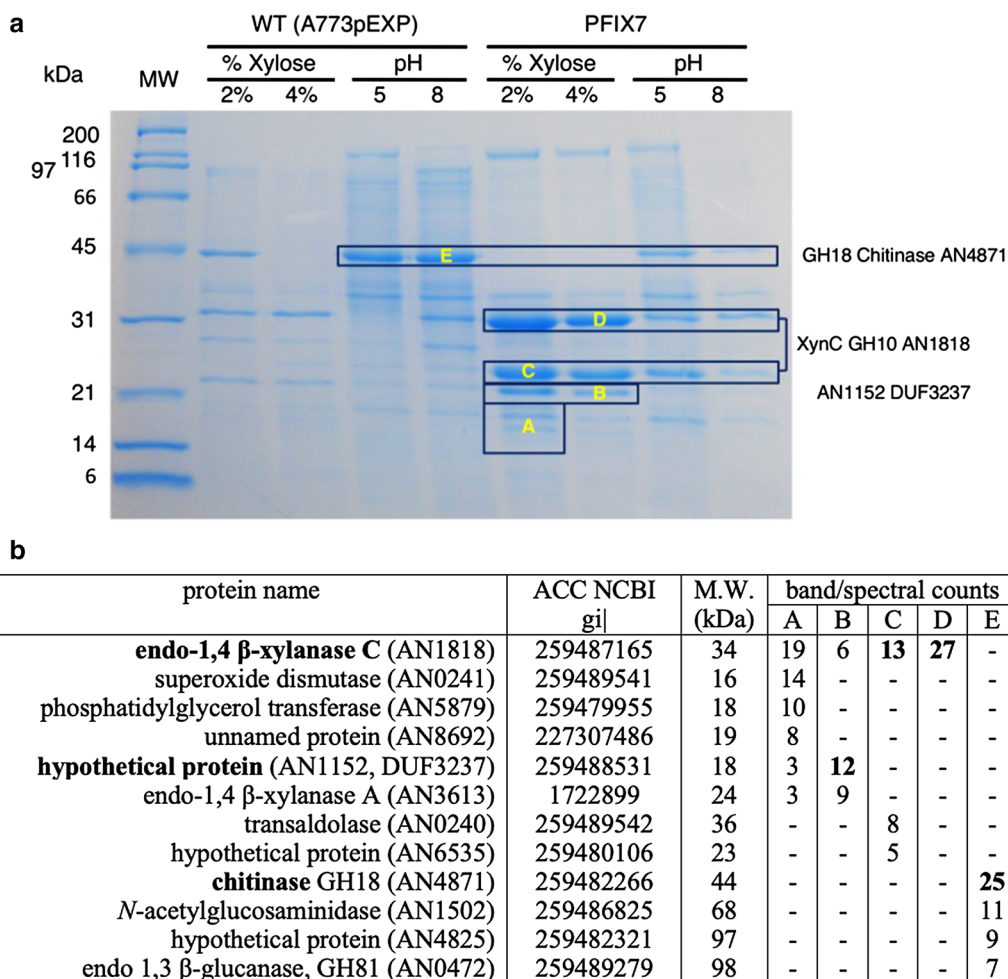 a
WT (A773pEXP) PFIX7
% Xylose pH % Xylose pH
kDa MW 2% 4% 5 8 2% 4% 5 8
200
116
97
66
45 E GH18 Chitinase AN4871
31 D
XynC GH10 AN1818
C
21 B AN1152 DUF3237
A
14
6
b
protein name ACC NCBI gi| M.W. (kDa) band/spectral counts
A B C D E
endo-1,4 β-xylanase C (AN1818) 259487165 34 19 6 13 27 -
superoxide dismutase (AN0241) 259489541 16 14 - - - -
phosphatidylglycerol transferase (AN5879) 259479955 18 10 - - - -
unnamed protein (AN8692) 227307486 19 8 - - - -
hypothetical protein (AN1152, DUF3237) 259488531 18 3 12 - - -
endo-1,4 β-xylanase A (AN3613) 1722899 24 3 9 - - -
transaldolase (AN0240) 259489542 36 - - 8 - -
hypothetical protein (AN6535) 259480106 23 - - 5 - -
chitinase GH18 (AN4871) 259482266 44 - - - - 25
N-acetylglucosaminidase (AN1502) 259486825 68 - - - - 11
hypothetical protein (AN4825) 259482321 97 - - - - 9
endo 1,3 β-glucanase, GH81 (AN0472) 259489279 98 - - - - 7